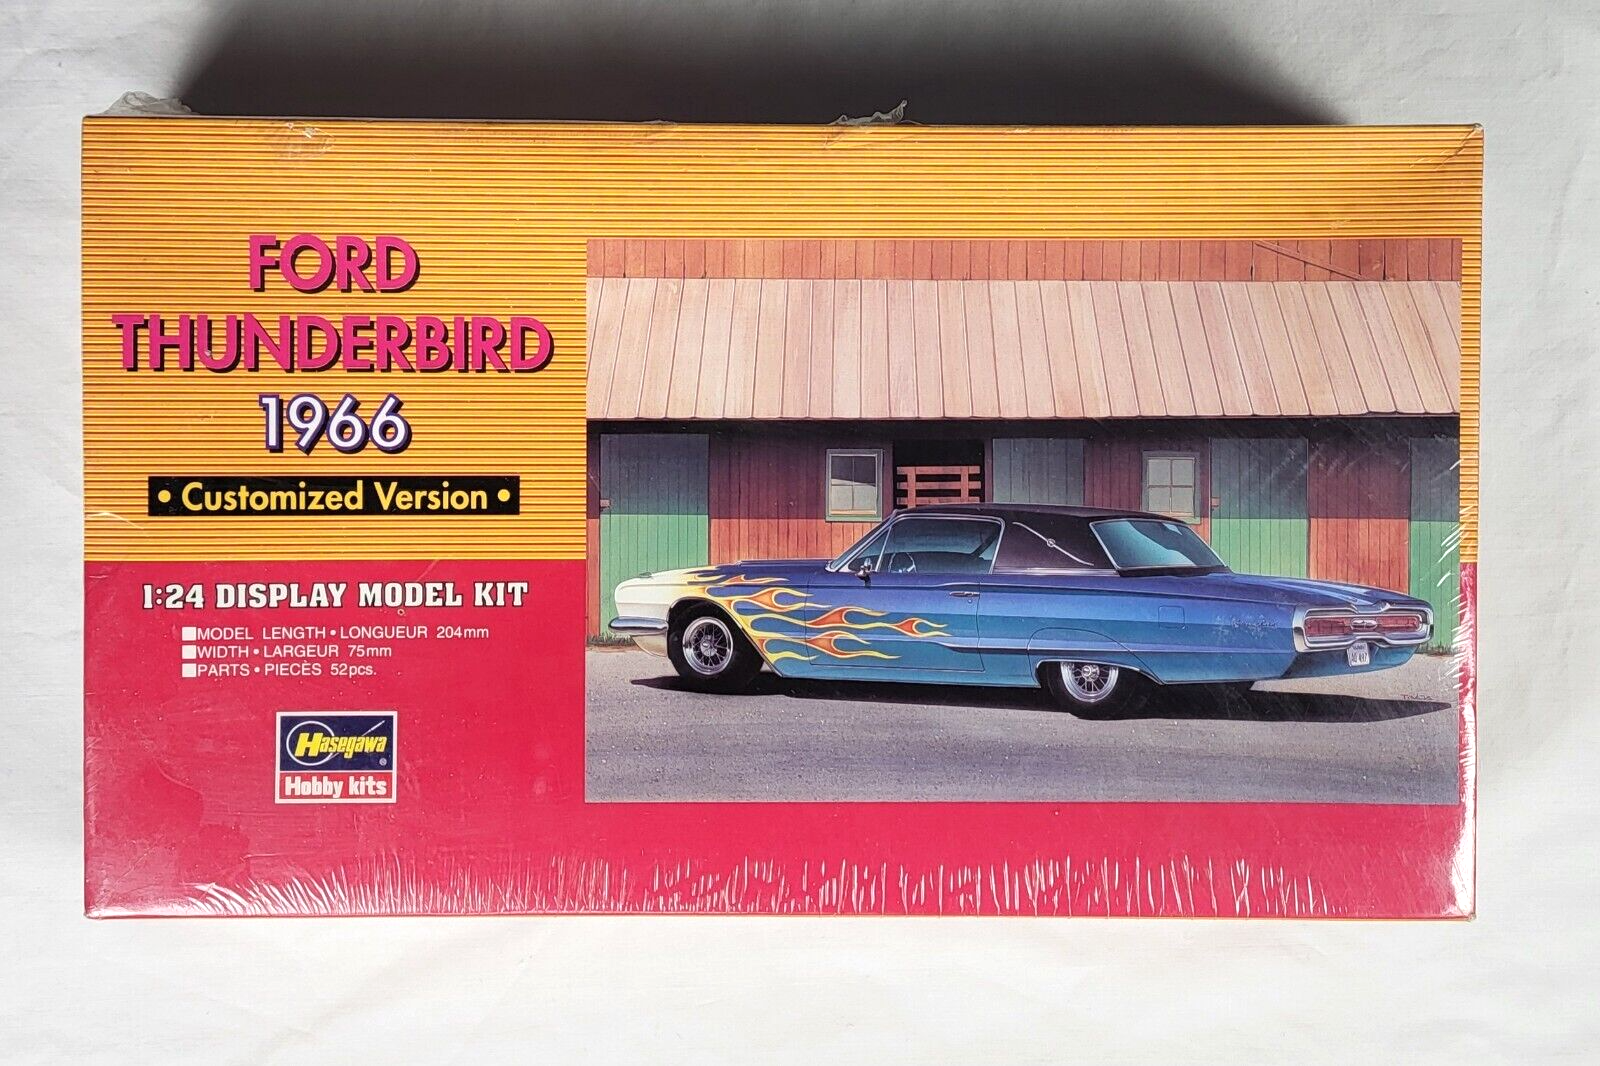 FORD
THUNDERBIRD
1966
• Customized Version •
1:24 DISPLAY MODEL KIT
MODEL LENGTH • LONGUEUR 204mm
WIDTH • LARGEUR 75mm
PARTS • PIECÈS 52pcs.
Hasegawa ®
Hobby kits